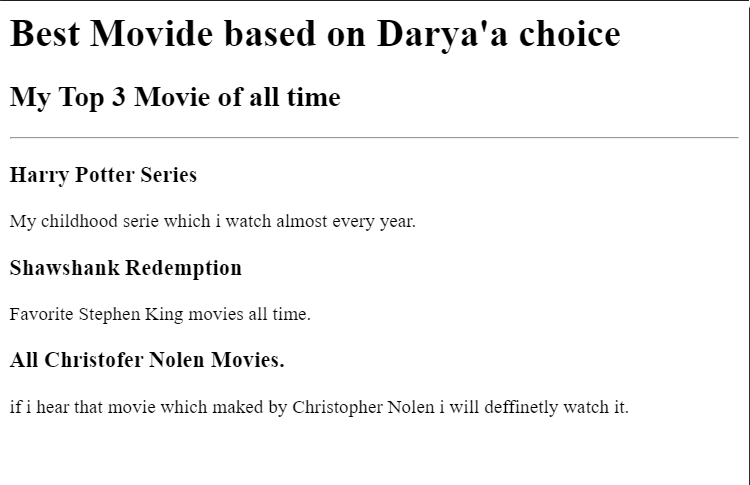 Best Movide based on Darya'a choice
My Top 3 Movie of all time
Harry Potter Series
My childhood serie which i watch almost every year.
Shawshank Redemption
Favorite Stephen King movies all time.
All Christofer Nolen Movies.
if i hear that movie which maked by Christopher Nolen i will deffinetly watch it.